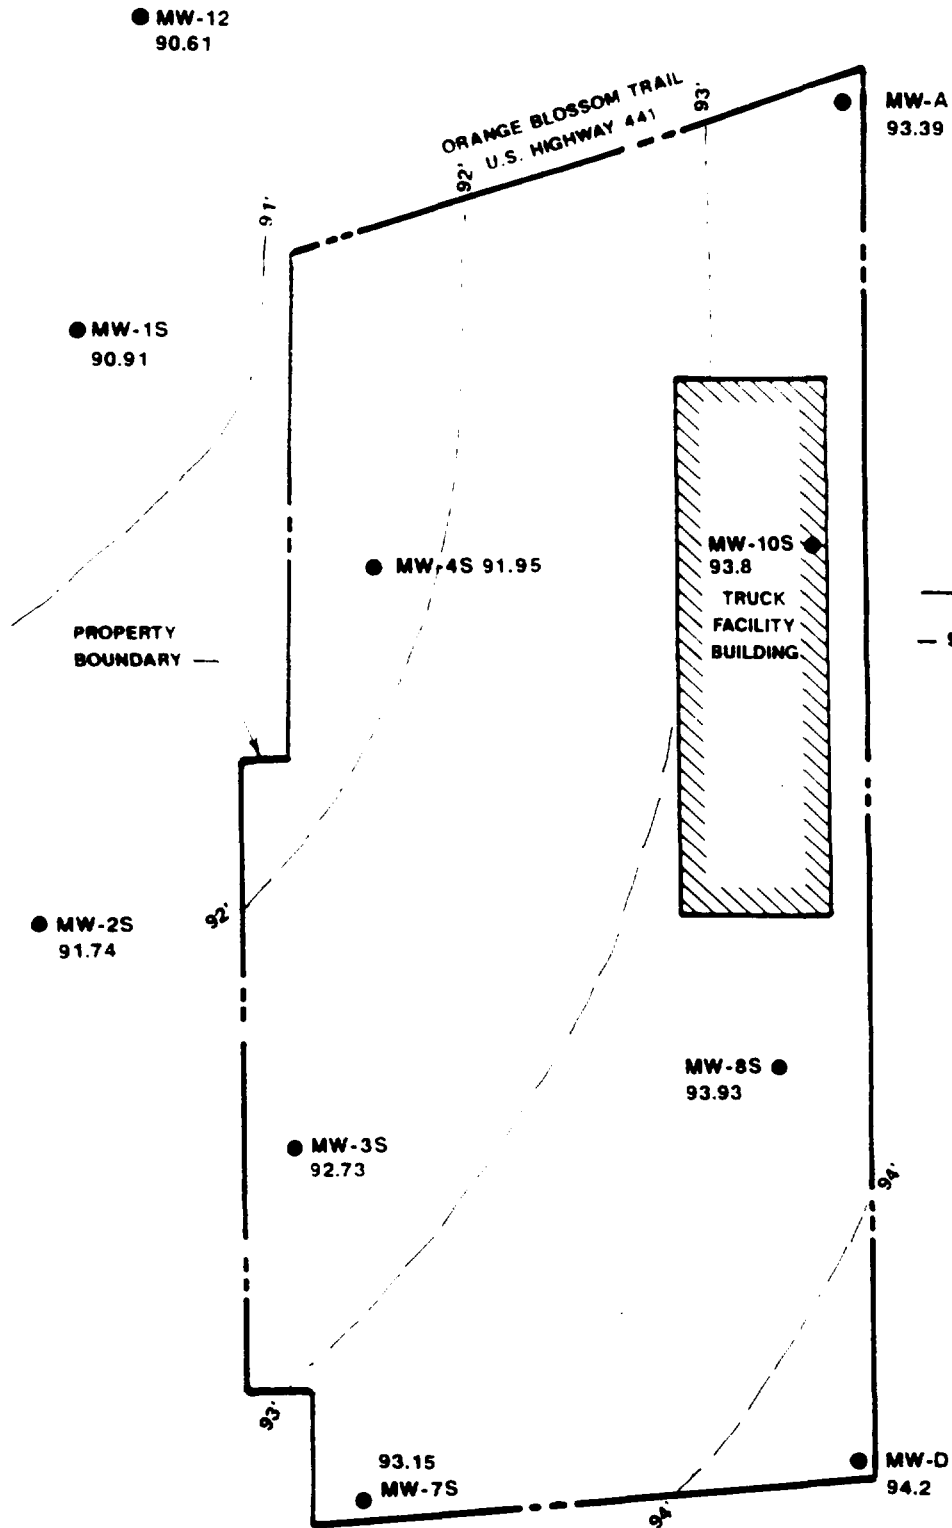 MW-12
90.61
ORANGE BLOSSOM TRAIL
U.S. HIGHWAY 441
93'
MW-A
93.39
92'
91'
MW-1S
90.91
MW-4S 91.95
MW-10S
93.8
TRUCK
FACILITY
BUILDING
PROPERTY
BOUNDARY
92'
MW-2S
91.74
MW-8S
93.93
MW-3S
92.73
94'
93'
93.15
MW-7S
MW-D
94.2
94'